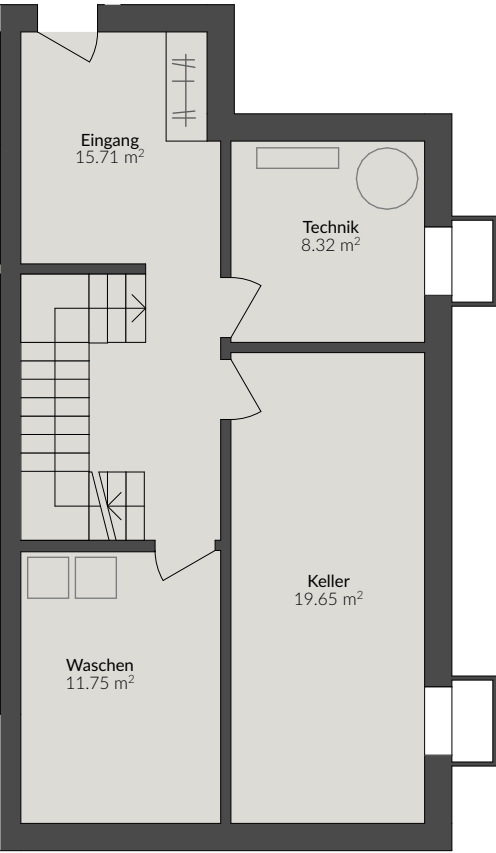 Eingang
15.71 m²
Technik
8.32 m²
Keller
19.65 m²
Waschen
11.75 m²